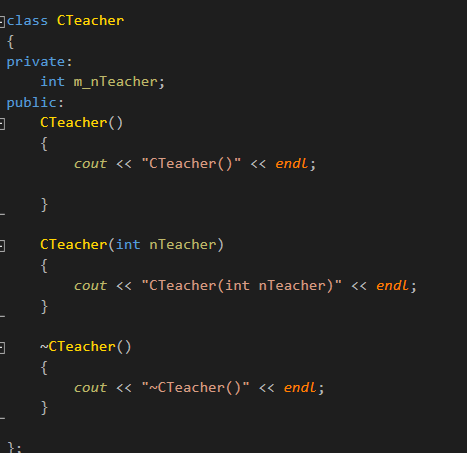 class CTeacher
{
private:
    int m_nTeacher;
public:
    CTeacher()
    {
        cout << "CTeacher()" << endl;

    }

    CTeacher(int nTeacher)
    {
        cout << "CTeacher(int nTeacher)" << endl;
    }

    ~CTeacher()
    {
        cout << "~CTeacher()" << endl;
    }

};